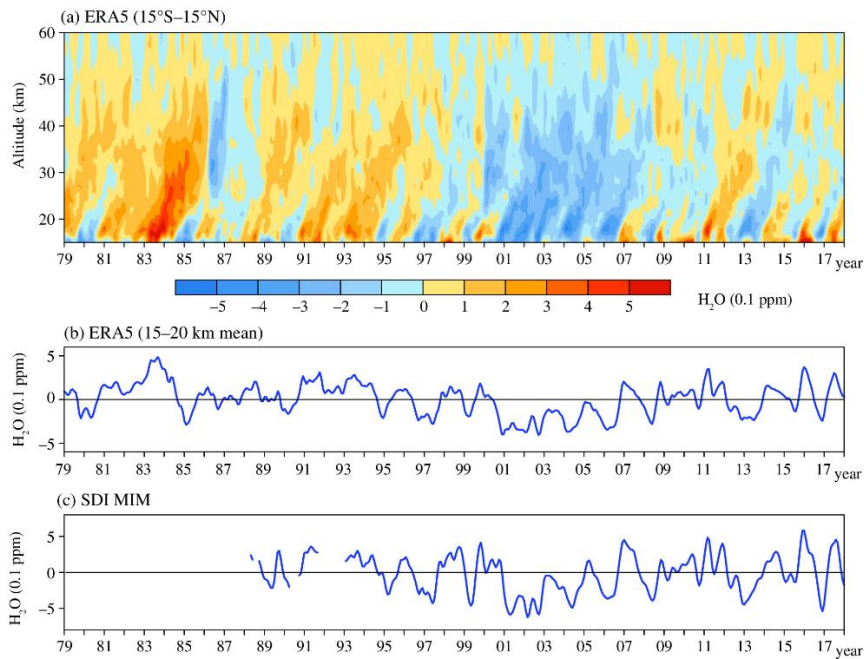 (a) ERA5 (15°S–15°N)
Altitude (km)
60
50
40
30
20
79 81 83 85 87 89 91 93 95 97 99 01 03 05 07 09 11 13 15 17 year
–5 –4 –3 –2 –1 0 1 2 3 4 5 H₂O (0.1 ppm)
(b) ERA5 (15–20 km mean)
H₂O (0.1 ppm)
5
0
–5
79 81 83 85 87 89 91 93 95 97 99 01 03 05 07 09 11 13 15 17 year
(c) SDI MIM
H₂O (0.1 ppm)
5
0
–5
79 81 83 85 87 89 91 93 95 97 99 01 03 05 07 09 11 13 15 17 year